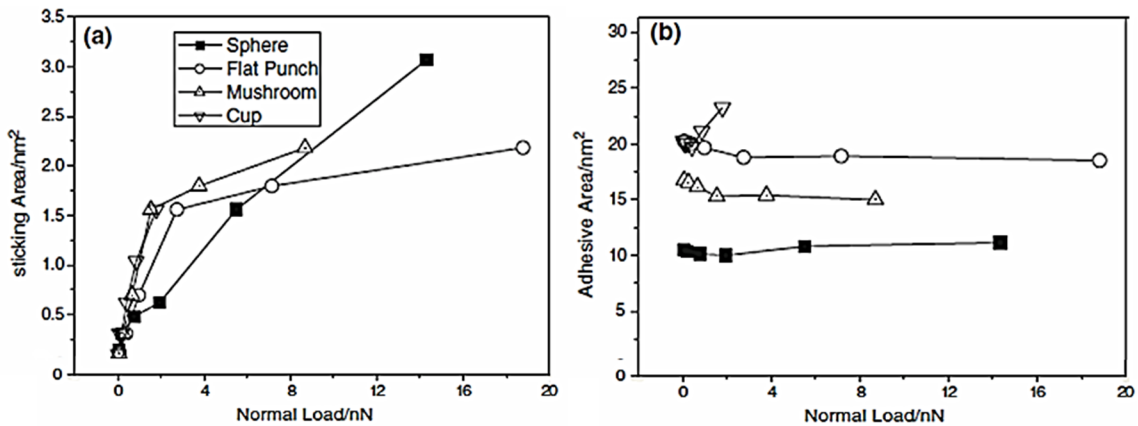 (a)
Sphere
Flat Punch
Mushroom
Cup
sticking Area/nm²
3.5
3.0
2.5
2.0
1.5
1.0
0.5
0
0
4
8
12
16
20
Normal Load/nN
(b)
Adhesive Area/nm²
30
25
20
15
10
5
0
0
4
8
12
16
20
Normal Load/nN